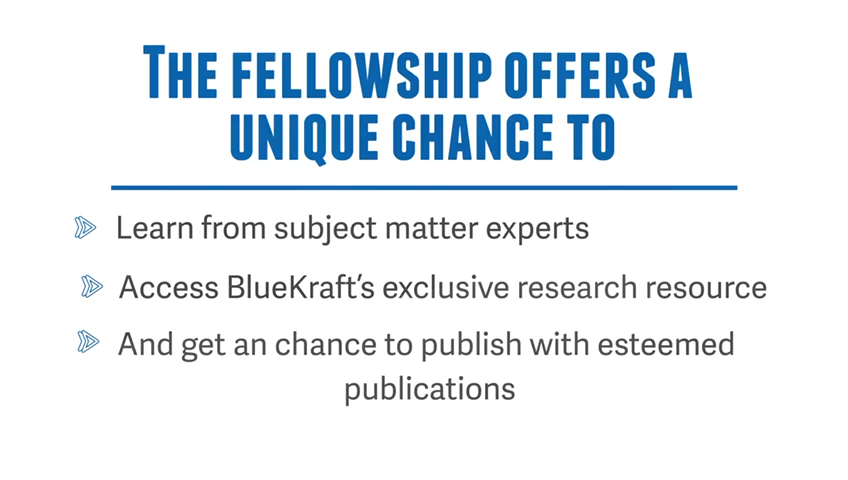 THE FELLOWSHIP OFFERS A
UNIQUE CHANCE TO
Learn from subject matter experts
Access BlueKraft's exclusive research resource
And get an chance to publish with esteemed
publications